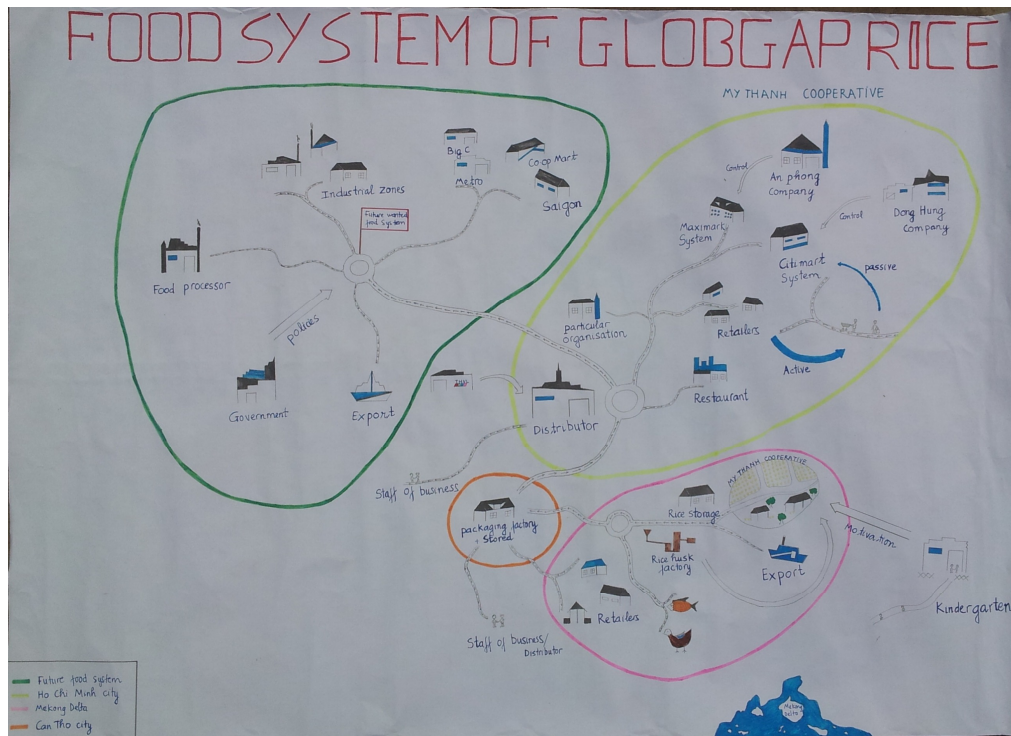 FOOD SYSTEM OF GLOBGAP RICE
MY THANH COOPERATIVE
Industrial zones
Big C
Metro
Co.op Mart
Saigon
Future wanted
food System
Food processor
policies
Government
Export
Control
An phong
Company
Maximark
System
Control
Dong Hung
Company
Citimart
System
passive
Active
particular
organisation
Retailers
Restaurant
Distributor
Staff of business
packaging factory
+ Stored
Staff of business/
Distributor
MY THANH COOPERATIVE
Rice storage
Rice husk
factory
Export
Retailers
Motivation
Kindergarten
Future food system
Ho Chi Minh city
Mekong Delta
Can Tho city
Mekong
Delta